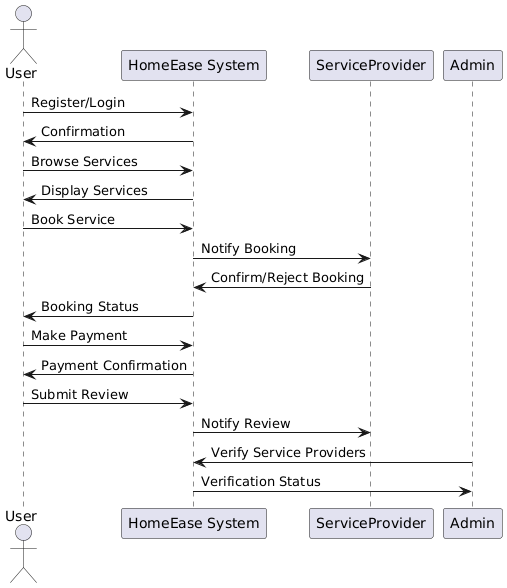 User
HomeEase System
ServiceProvider
Admin
Register/Login
Confirmation
Browse Services
Display Services
Book Service
Notify Booking
Confirm/Reject Booking
Booking Status
Make Payment
Payment Confirmation
Submit Review
Notify Review
Verify Service Providers
Verification Status
User
HomeEase System
ServiceProvider
Admin